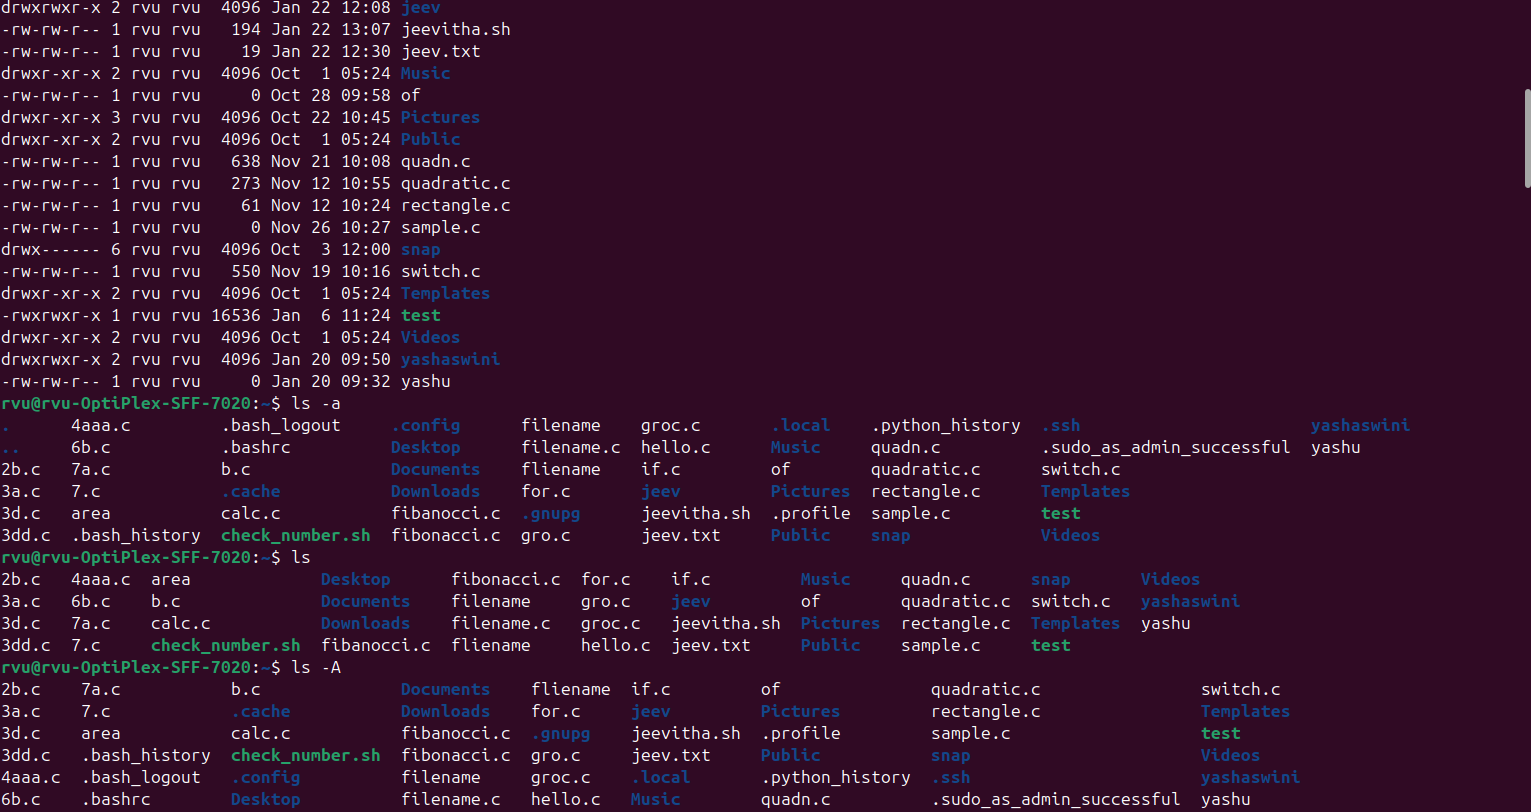 drwxrwxr-x 2 rvu rvu  4096 Jan 22 12:08 jeev
-rw-rw-r-- 1 rvu rvu   194 Jan 22 13:07 jeevitha.sh
-rw-rw-r-- 1 rvu rvu    19 Jan 22 12:30 jeev.txt
drwxr-xr-x 2 rvu rvu  4096 Oct  1 05:24 Music
-rw-rw-r-- 1 rvu rvu     0 Oct 28 09:58 of
drwxr-xr-x 3 rvu rvu  4096 Oct 22 10:45 Pictures
drwxr-xr-x 2 rvu rvu  4096 Oct  1 05:24 Public
-rw-rw-r-- 1 rvu rvu   638 Nov 21 10:08 quadn.c
-rw-rw-r-- 1 rvu rvu   273 Nov 12 10:55 quadratic.c
-rw-rw-r-- 1 rvu rvu    61 Nov 12 10:24 rectangle.c
-rw-rw-r-- 1 rvu rvu     0 Nov 26 10:27 sample.c
drwx------ 6 rvu rvu  4096 Oct  3 12:00 snap
-rw-rw-r-- 1 rvu rvu   550 Nov 19 10:16 switch.c
drwxr-xr-x 2 rvu rvu  4096 Oct  1 05:24 Templates
-rwxrwxr-x 1 rvu rvu 16536 Jan  6 11:24 test
drwxr-xr-x 2 rvu rvu  4096 Oct  1 05:24 Videos
drwxrwxr-x 2 rvu rvu  4096 Jan 20 09:50 yashaswini
-rw-rw-r-- 1 rvu rvu     0 Jan 20 09:32 yashu
rvu@rvu-OptiPlex-SFF-7020:~$ ls -a
.      4aaa.c         .bash_logout     .config      filename    groc.c       .local    .python_history  .ssh                       yashaswini
..     6b.c           .bashrc          Desktop      filename.c  hello.c      Music     quadn.c          .sudo_as_admin_successful  yashu
2b.c   7a.c           b.c              Documents    fliename    if.c         of        quadratic.c      switch.c
3a.c   7.c            .cache           Downloads    for.c       jeev         Pictures  rectangle.c      Templates
3d.c   area           calc.c           fibanocci.c  .gnupg      jeevitha.sh  .profile  sample.c         test
3dd.c  .bash_history  check_number.sh  fibonacci.c  gro.c       jeev.txt     Public    snap             Videos
rvu@rvu-OptiPlex-SFF-7020:~$ ls
2b.c   4aaa.c  area             Desktop      fibonacci.c  for.c    if.c         Music     quadn.c      snap       Videos
3a.c   6b.c    b.c              Documents    filename     gro.c    jeev         of        quadratic.c  switch.c   yashaswini
3d.c   7a.c    calc.c           Downloads    filename.c   groc.c   jeevitha.sh  Pictures  rectangle.c  Templates  yashu
3dd.c  7.c     check_number.sh  fibanocci.c  fliename     hello.c  jeev.txt     Public    sample.c     test
rvu@rvu-OptiPlex-SFF-7020:~$ ls -A
2b.c    7a.c           b.c              Documents    fliename  if.c         of               quadratic.c                switch.c
3a.c    7.c            .cache           Downloads    for.c     jeev         Pictures         rectangle.c                Templates
3d.c    area           calc.c           fibanocci.c  .gnupg    jeevitha.sh  .profile         sample.c                   test
3dd.c   .bash_history  check_number.sh  fibonacci.c  gro.c     jeev.txt     Public           snap                       Videos
4aaa.c  .bash_logout   .config          filename     groc.c    .local       .python_history  .ssh                       yashaswini
6b.c    .bashrc        Desktop          filename.c   hello.c   Music        quadn.c          .sudo_as_admin_successful  yashu